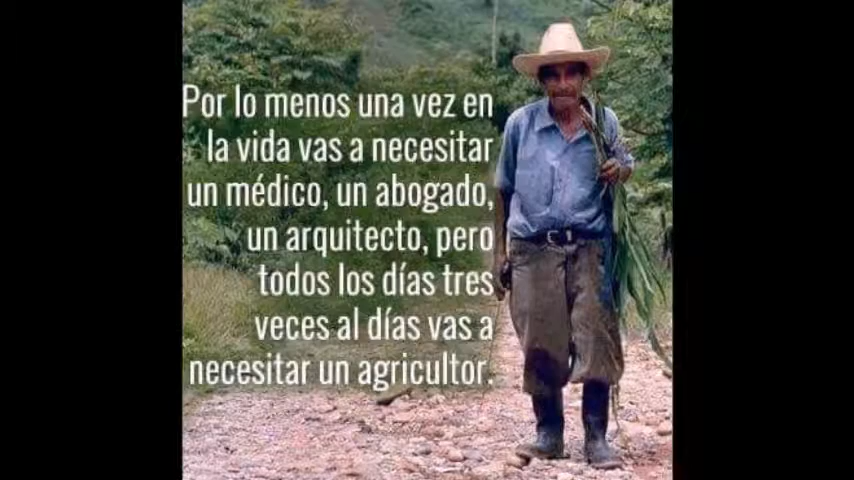 Por lo menos una vez en
la vida vas a necesitar
un médico, un abogado,
un arquitecto, pero
todos los días tres
veces al días vas a
necesitar un agricultor.